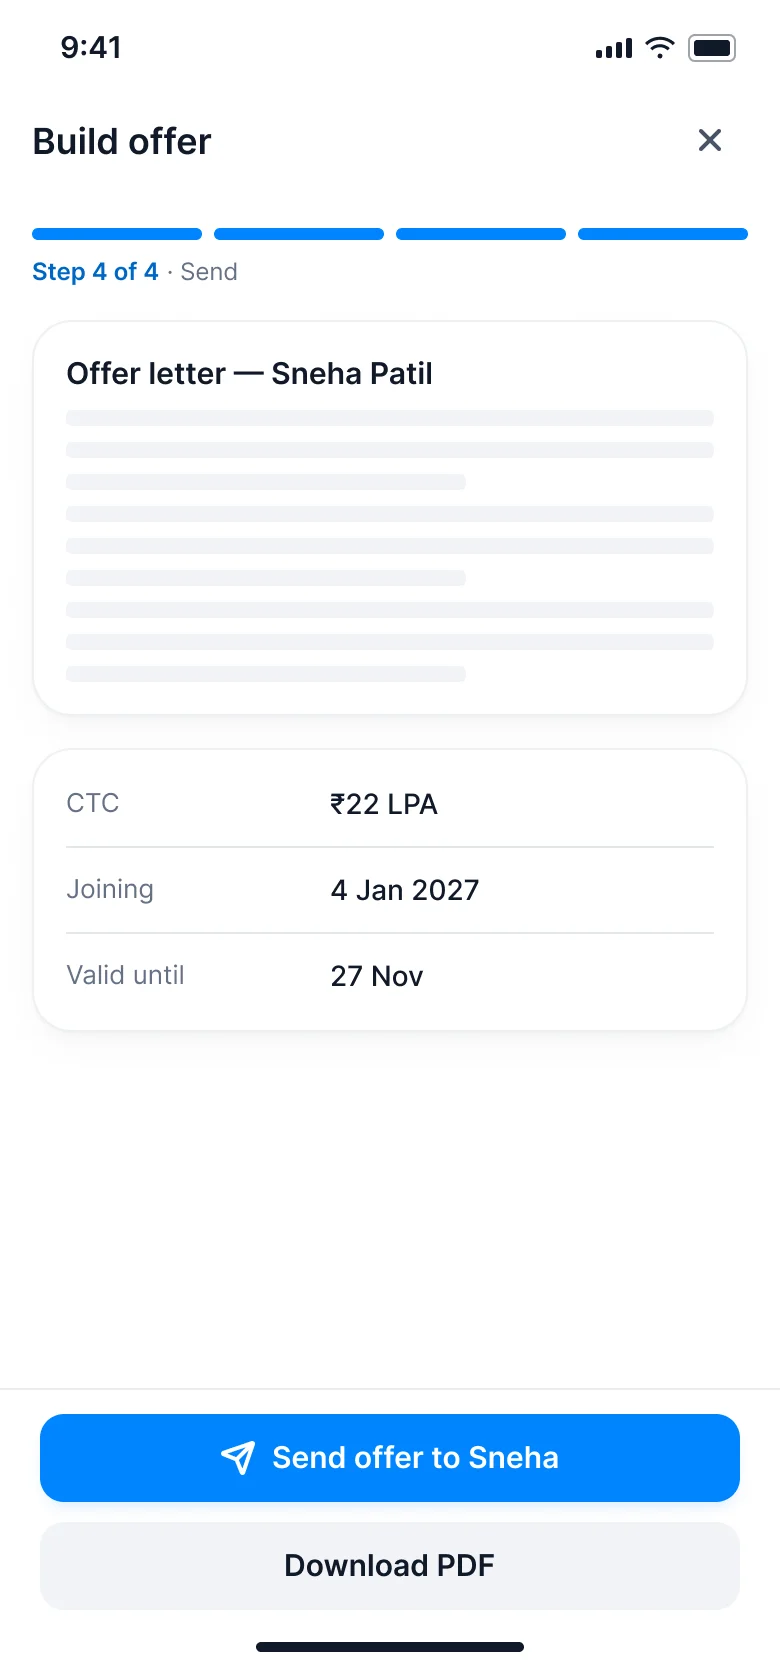 9:41
Build offer
Step 4 of 4 · Send
Offer letter — Sneha Patil
CTC ₹22 LPA
Joining 4 Jan 2027
Valid until 27 Nov
Send offer to Sneha
Download PDF